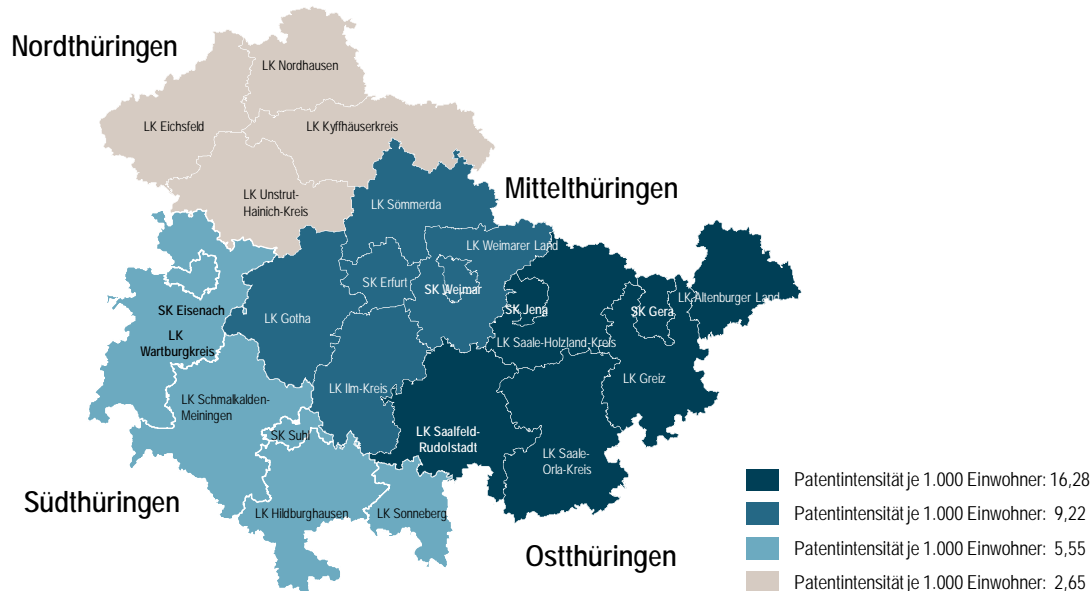 Nordthüringen
LK Nordhausen
LK Eichsfeld
LK Kyffhäuserkreis
LK Unstrut-
Hainich-Kreis
Mittelthüringen
LK Sömmerda
LK Weimarer Land
SK Erfurt
SK Weimar
SK Eisenach
LK Gotha
SK Jena
SK Gera
LK Altenburger Land
LK
Wartburgkreis
LK Saale-Holzland-Kreis
LK Ilm-Kreis
LK Greiz
LK Schmalkalden-
Meiningen
SK Suhl
LK Saalfeld-
Rudolstadt
LK Saale-
Orla-Kreis
Südthüringen
LK Hildburghausen
LK Sonneberg
Ostthüringen
Patentintensität je 1.000 Einwohner: 16,28
Patentintensität je 1.000 Einwohner: 9,22
Patentintensität je 1.000 Einwohner: 5,55
Patentintensität je 1.000 Einwohner: 2,65